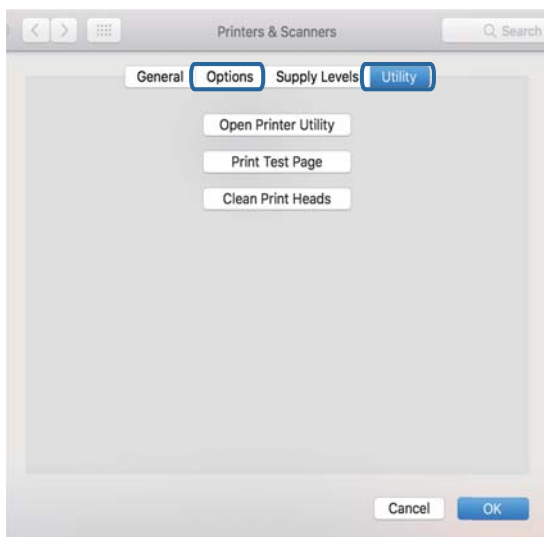 Printers & Scanners Search
General Options Supply Levels Utility
Open Printer Utility
Print Test Page
Clean Print Heads
Cancel OK